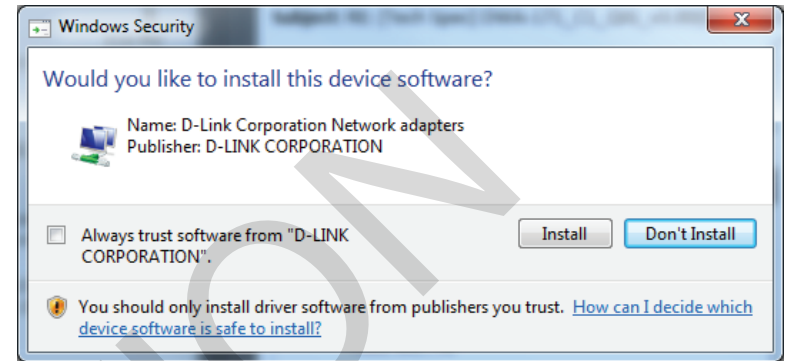 Windows Security
Would you like to install this device software?
Name: D-Link Corporation Network adapters
Publisher: D-LINK CORPORATION
Always trust software from "D-LINK
CORPORATION".
Install
Don't Install
You should only install driver software from publishers you trust. How can I decide which
device software is safe to install?